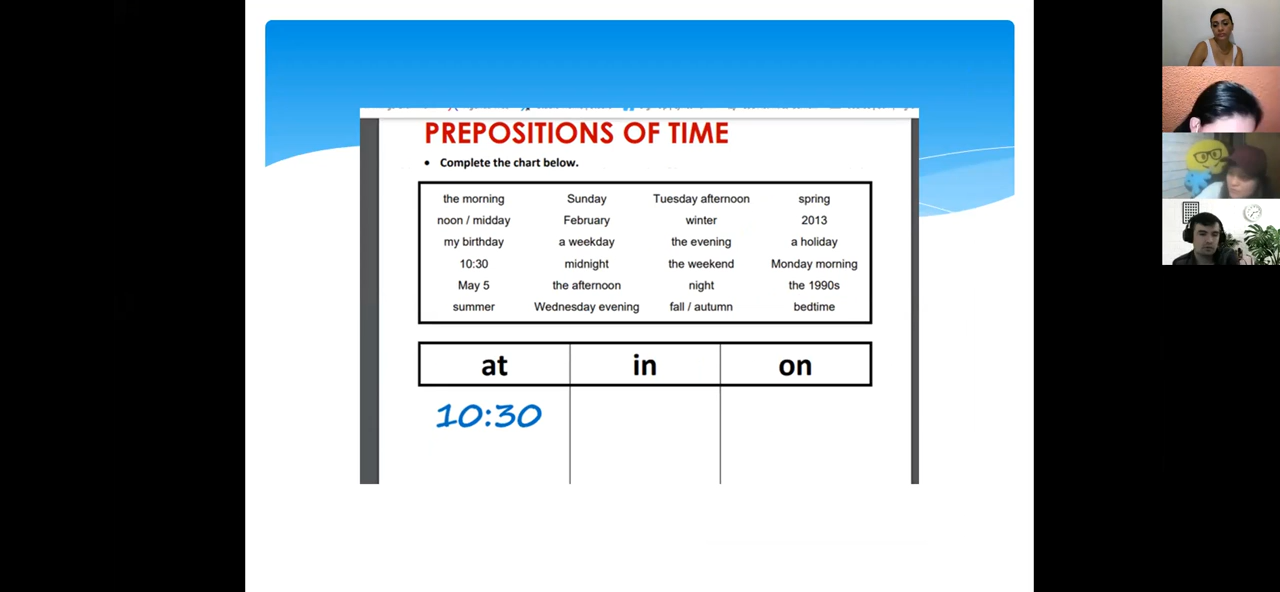 PREPOSITIONS OF TIME
• Complete the chart below.
the morning Sunday Tuesday afternoon spring
noon / midday February winter 2013
my birthday a weekday the evening a holiday
10:30 midnight the weekend Monday morning
May 5 the afternoon night the 1990s
summer Wednesday evening fall / autumn bedtime
at in on
10:30